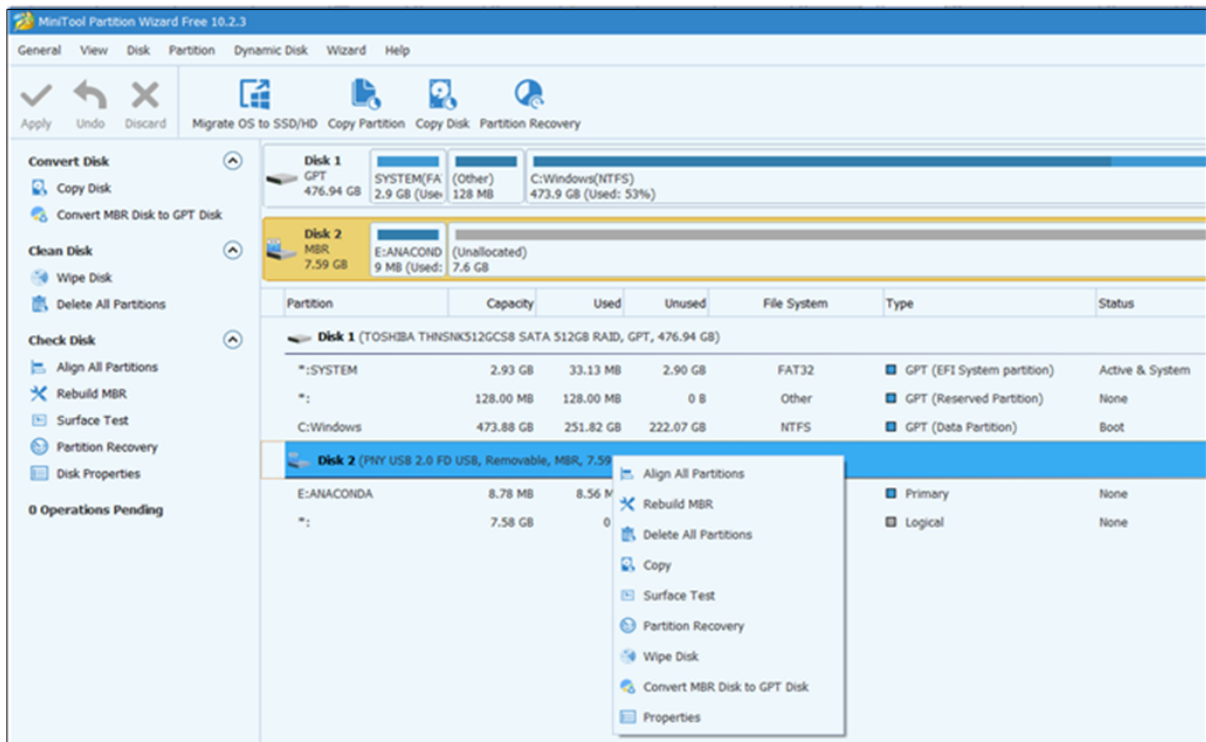 MiniTool Partition Wizard Free 10.2.3
General View Disk Partition Dynamic Disk Wizard Help
Apply Undo Discard Migrate OS to SSD/HD Copy Partition Copy Disk Partition Recovery
Convert Disk
Copy Disk
Convert MBR Disk to GPT Disk
Clean Disk
Wipe Disk
Delete All Partitions
Check Disk
Align All Partitions
Rebuild MBR
Surface Test
Partition Recovery
Disk Properties
0 Operations Pending
Disk 1
GPT
476.94 GB
SYSTEM(FA
2.9 GB (Use
(Other)
128 MB
C:Windows(NTFS)
473.9 GB (Used: 53%)
Disk 2
MBR
7.59 GB
E:ANACOND
9 MB (Used:
(Unallocated)
7.6 GB
Partition Capacity Used Unused File System Type Status
Disk 1 (TOSHIBA THNSNK512GCS8 SATA 512GB RAID, GPT, 476.94 GB)
*:SYSTEM 2.93 GB 33.13 MB 2.90 GB FAT32 GPT (EFI System partition) Active & System
*: 128.00 MB 128.00 MB 0 B Other GPT (Reserved Partition) None
C:Windows 473.88 GB 251.82 GB 222.07 GB NTFS GPT (Data Partition) Boot
Disk 2 (PNY USB 2.0 FD USB, Removable, MBR, 7.59
E:ANACONDA 8.78 MB 8.56 M Primary None
*: 7.58 GB 0 Logical None
Align All Partitions
Rebuild MBR
Delete All Partitions
Copy
Surface Test
Partition Recovery
Wipe Disk
Convert MBR Disk to GPT Disk
Properties